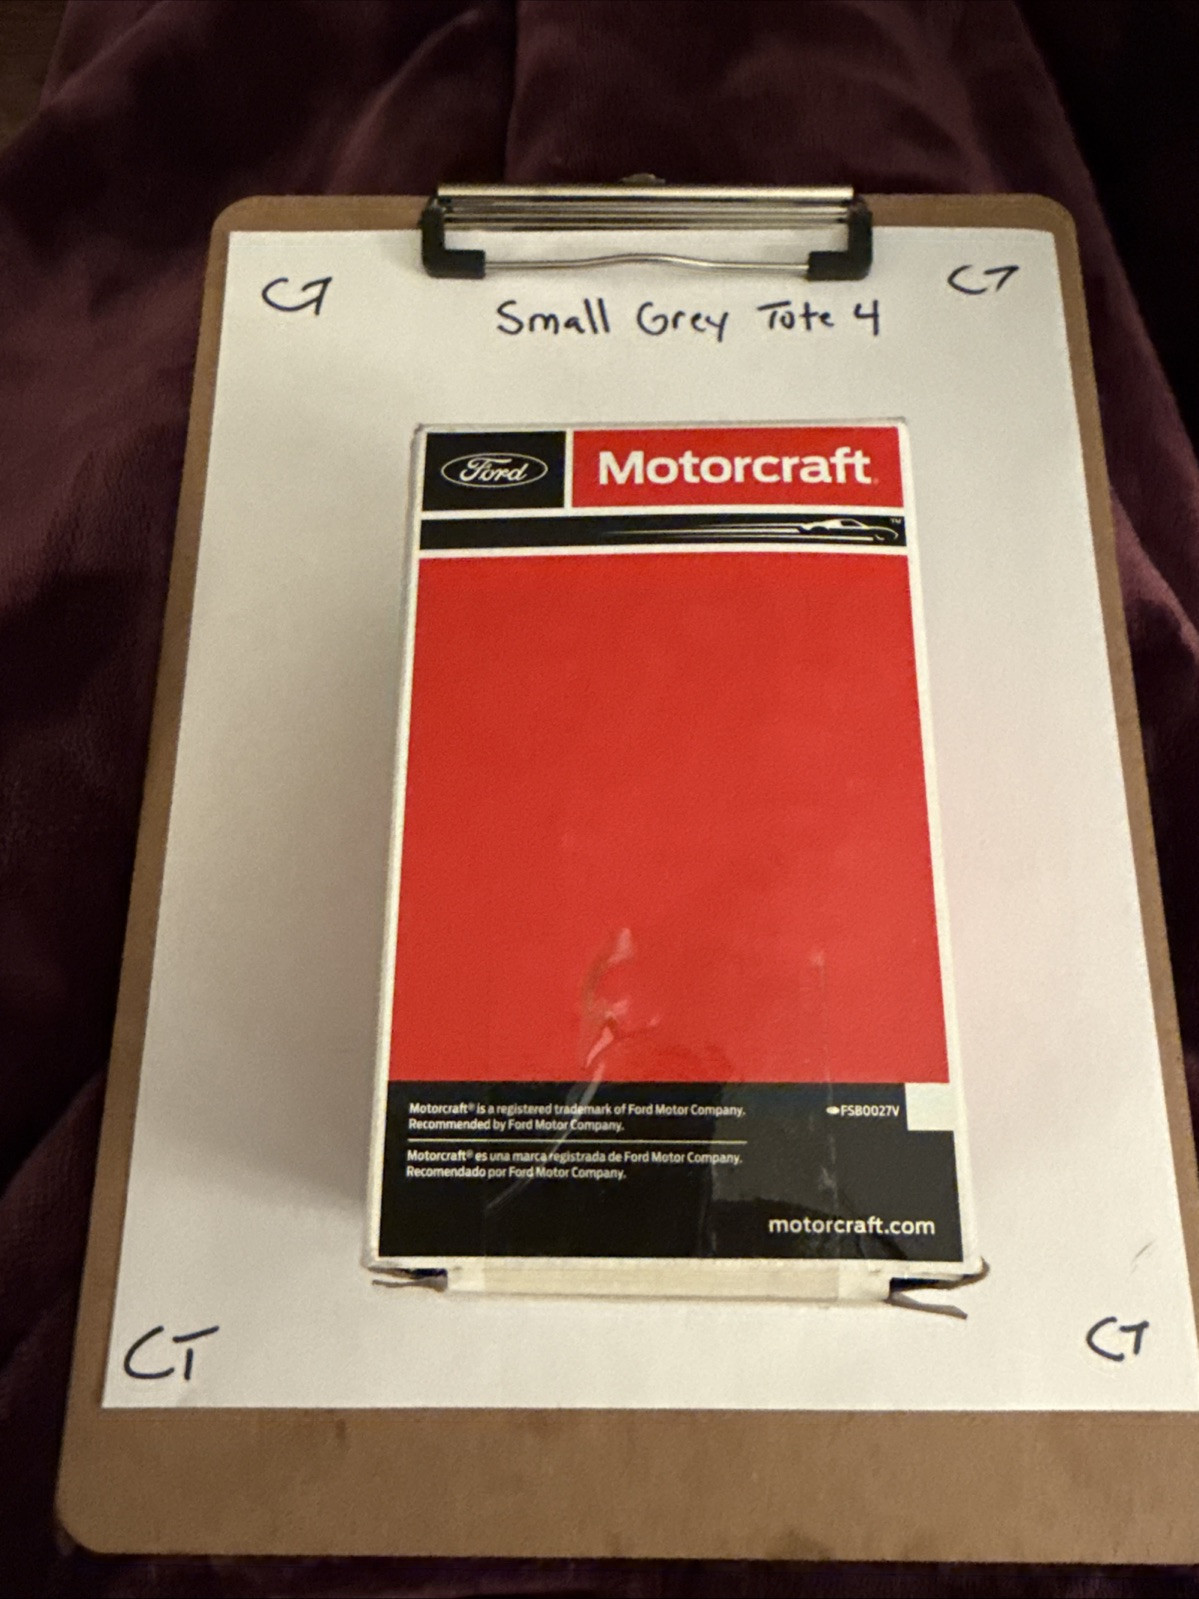 CT
CT
Small Grey Tote 4
Ford
Motorcraft
TM
Motorcraft® is a registered trademark of Ford Motor Company.
Recommended by Ford Motor Company.
FSB0027V
Motorcraft® es una marca registrada de Ford Motor Company.
Recomendado por Ford Motor Company.
motorcraft.com
CT
CT